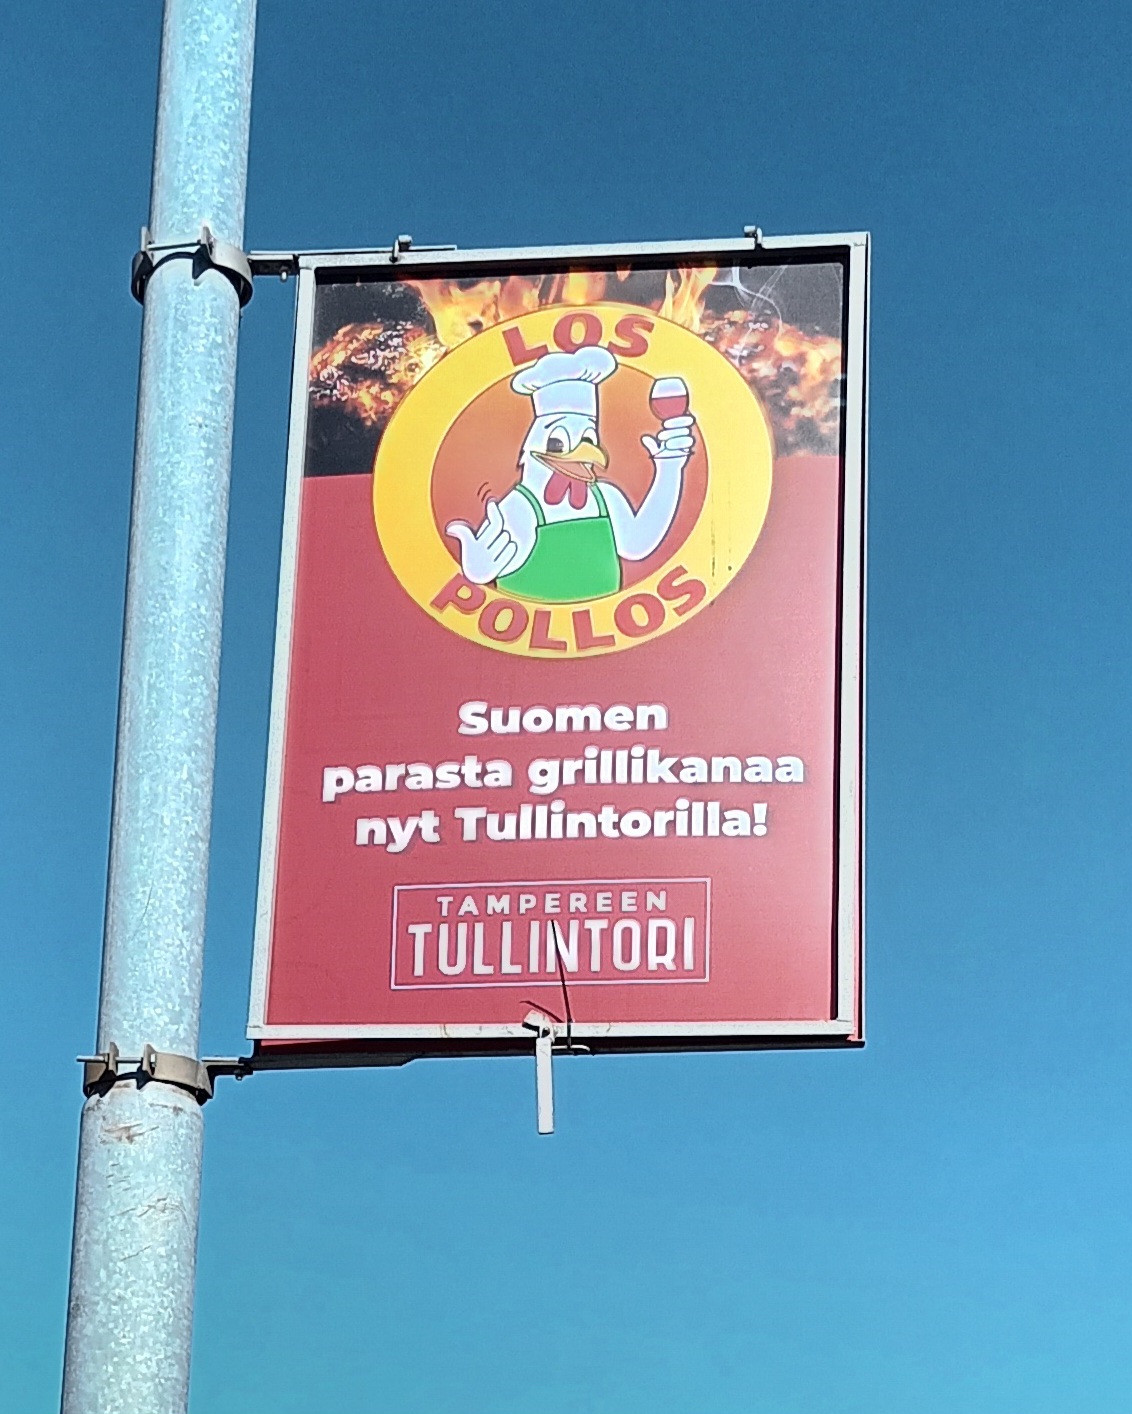 LOS
POLLOS
Suomen
parasta grillikanaa
nyt Tullintorilla!
TAMPEREEN
TULLINTORI